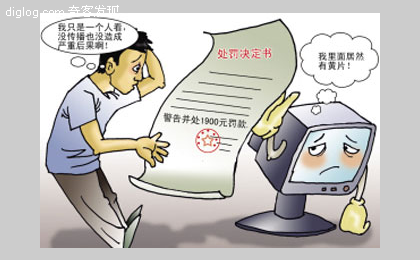 diglog.com 奇客发现
我只是一个人看,
没传播也没造成
严重后果啊!
处罚决定书
警告并处1900元罚款
我里面居然
有黄片!